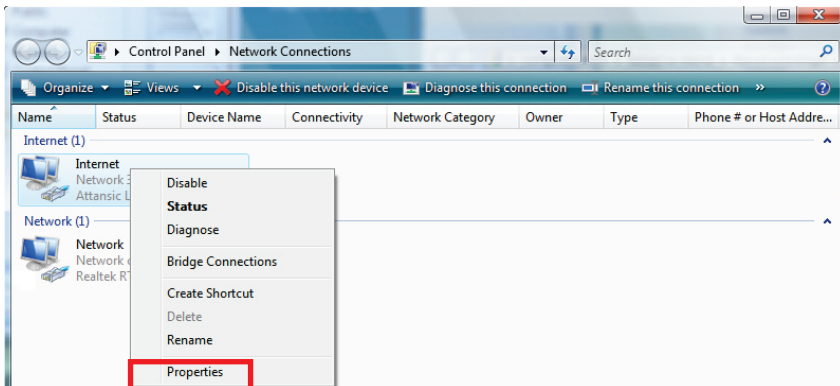 Control Panel Network Connections Search
Organize Views Disable this network device Diagnose this connection Rename this connection »
Name Status Device Name Connectivity Network Category Owner Type Phone # or Host Addre...
Internet (1)
Internet
Network
Attansic L
Disable
Status
Diagnose
Bridge Connections
Create Shortcut
Delete
Rename
Properties
Network (1)
Network
Network
Realtek RT